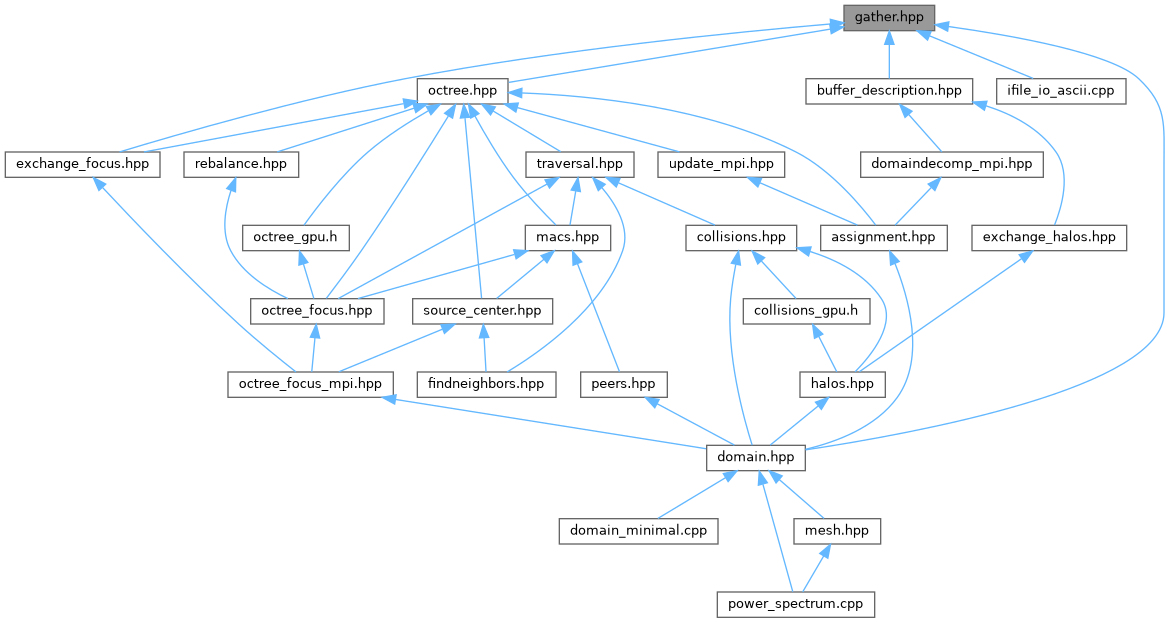 gather.hpp
octree.hpp
buffer_description.hpp
ifile_io_ascii.cpp
exchange_focus.hpp
rebalance.hpp
traversal.hpp
update_mpi.hpp
domaindecomp_mpi.hpp
octree_gpu.h
macs.hpp
collisions.hpp
assignment.hpp
exchange_halos.hpp
octree_focus.hpp
source_center.hpp
collisions_gpu.h
octree_focus_mpi.hpp
findneighbors.hpp
peers.hpp
halos.hpp
domain.hpp
domain_minimal.cpp
mesh.hpp
power_spectrum.cpp